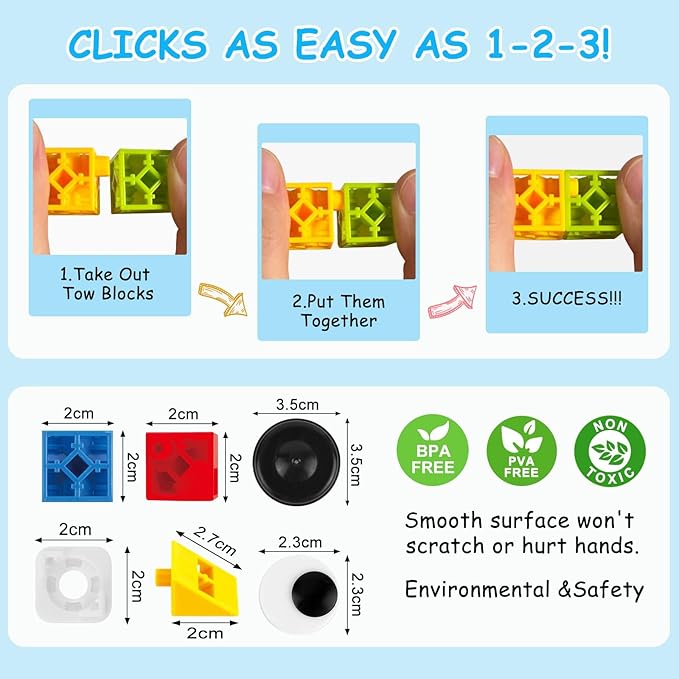 CLICKS AS EASY AS 1-2-3!
1.Take Out
Tow Blocks
2.Put Them
Together
3.SUCCESS!!!
2cm
2cm
2cm
2cm
3.5cm
3.5cm
2cm
2cm
2.7cm
2cm
2.3cm
2.3cm
BPA
FREE
PVA
FREE
NON
TOXIC
Smooth surface won't
scratch or hurt hands.
Environmental &Safety